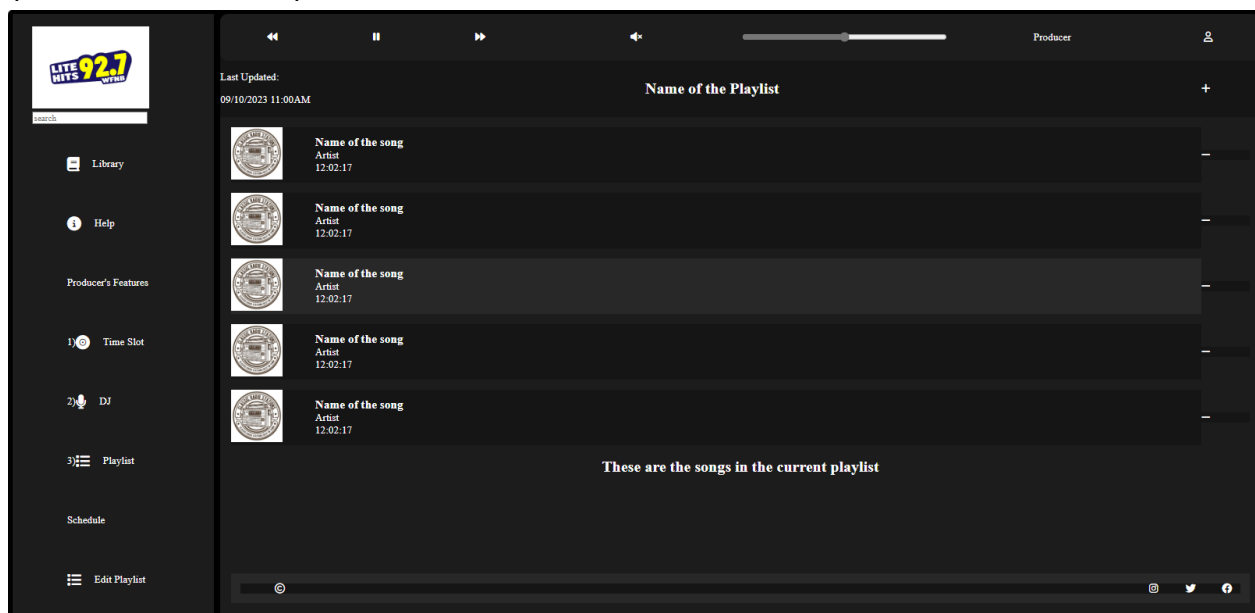 LITE
HITS 92.7
WFNB
search
Library
Help
Producer's Features
1) Time Slot
2) DJ
3) Playlist
Schedule
Edit Playlist
Producer
Last Updated:
09/10/2023 11:00AM
Name of the Playlist
+
Name of the song
Artist
12:02:17
Name of the song
Artist
12:02:17
Name of the song
Artist
12:02:17
Name of the song
Artist
12:02:17
Name of the song
Artist
12:02:17
These are the songs in the current playlist
©